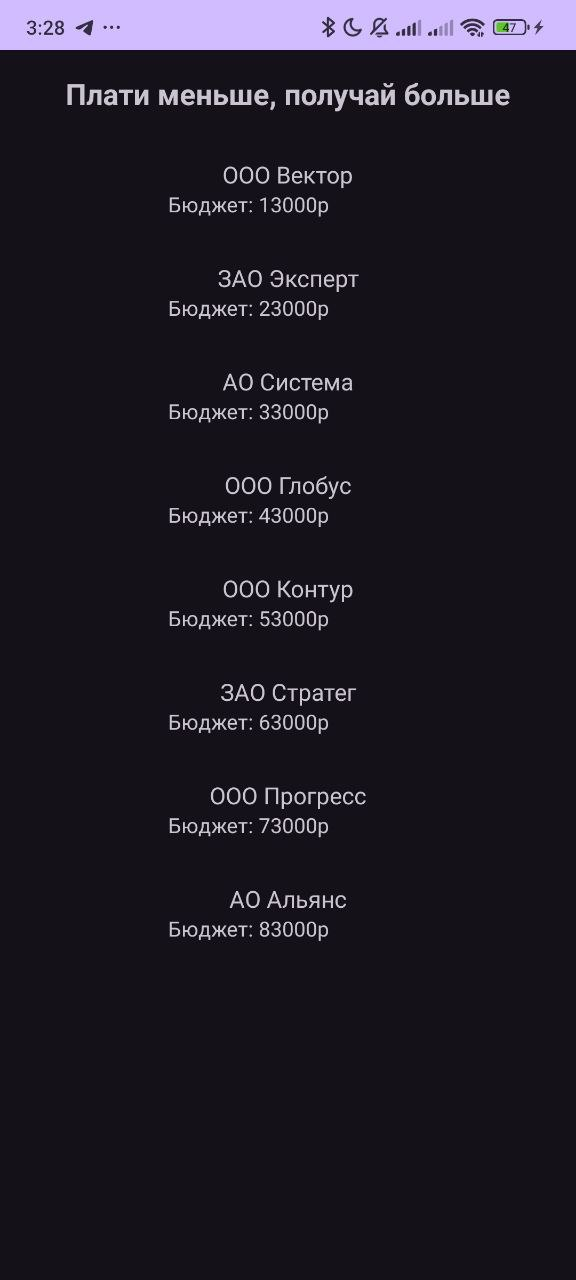 3:28 ...
47
Плати меньше, получай больше
ООО Вектор
Бюджет: 13000р
ЗАО Эксперт
Бюджет: 23000р
АО Система
Бюджет: 33000р
ООО Глобус
Бюджет: 43000р
ООО Контур
Бюджет: 53000р
ЗАО Стратег
Бюджет: 63000р
ООО Прогресс
Бюджет: 73000р
АО Альянс
Бюджет: 83000р